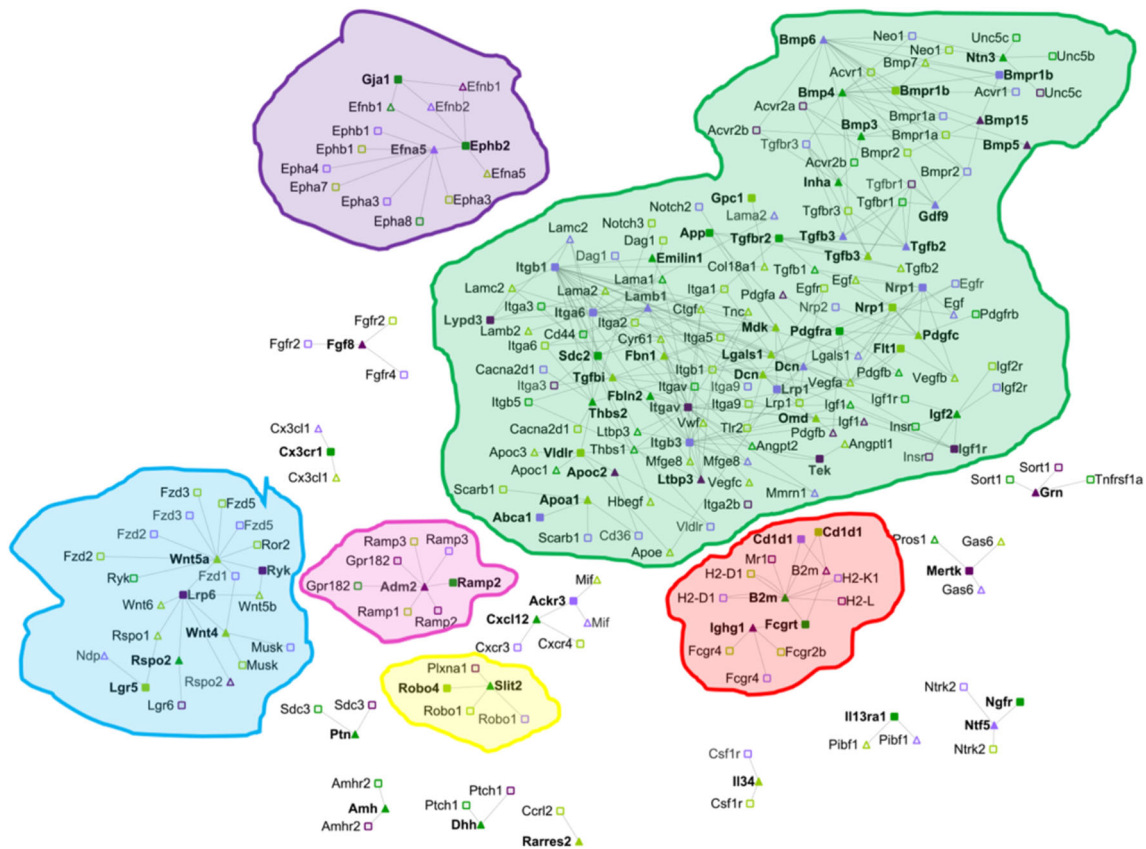 Gja1
Efnb1
Efnb1
Efnb2
Ephb1
Ephb1
Efna5
Ephb2
Epha4
Efna5
Epha7
Epha3
Epha3
Epha8
Bmp6
Neo1
Unc5c
Neo1
Ntn3
Unc5b
Bmp7
Acvr1
Bmpr1b
Bmp4
Bmpr1b
Acvr1
Unc5c
Acvr2a
Bmpr1a
Bmp15
Acvr2b
Bmp3
Bmpr1a
Tgfbr3
Bmpr2
Bmp5
Acvr2b
Bmpr2
Inha
Tgfbr1
Gpc1
Tgfbr1
Notch2
Lama2
Tgfbr3
Gdf9
Notch3
Lamc2
App
Tgfbr2
Tgfb3
Dag1
Tgfb2
Dag1
Emilin1
Tgfb3
Itgb1
Col18a1
Tgfb1
Tgfb2
Lama1
Egf
Lamc2
Lama2
Itga1
Egfr
Nrp1
Egfr
Lamb1
Pdgfa
Itga3
Itga6
Ctgf
Tnc
Nrp2
Nrp1
Egf
Pdgfrb
Lypd3
Itga2
Lamb2
Cd44
Cyr61
Itga5
Mdk
Pdgfra
Pdgfc
Itga6
Sdc2
Fbn1
Lgals1
Lgals1
Flt1
Cacna2d1
Itgb1
Dcn
Dcn
Igf2r
Tgfbi
Pdgfb
Vegfb
Itga3
Itgav
Itga9
Lrp1
Vegfa
Igf2r
Itgb5
Fbln2
Itgav
Itga9
Lrp1
Igf1
Igf1r
Thbs2
Omd
Igf2
Cacna2d1
Ltbp3
Vwf
Tlr2
Igf1
Insr
Itgb3
Pdgfb
Apoc3
Vldlr
Thbs1
Angpt2
Angptl1
Igf1r
Apoc1
Apoc2
Mfge8
Mfge8
Tek
Insr
Ltbp3
Vegfc
Scarb1
Apoa1
Hbegf
Itga2b
Mmrn1
Abca1
Vldlr
Scarb1
Cd36
Apoe
Fgfr2
Fgfr2
Fgf8
Fgfr4
Cx3cl1
Cx3cr1
Cx3cl1
Sort1
Sort1
Tnfrsf1a
Grn
Fzd3
Fzd3
Fzd5
Fzd2
Fzd5
Fzd2
Wnt5a
Ror2
Ryk
Fzd1
Ryk
Lrp6
Wnt6
Wnt5b
Rspo1
Wnt4
Musk
Ndp
Rspo2
Musk
Lgr5
Rspo2
Lgr6
Ramp3
Ramp3
Gpr182
Gpr182
Adm2
Ramp2
Ramp1
Ramp2
Mif
Ackr3
Cxcl12
Mif
Cxcr3
Cxcr4
Cd1d1
Cd1d1
Mr1
B2m
H2-D1
H2-K1
H2-D1
B2m
H2-L
Ighg1
Fcgrt
Fcgr4
Fcgr2b
Fcgr4
Pros1
Gas6
Mertk
Gas6
Plxna1
Robo4
Slit2
Robo1
Robo1
Sdc3
Sdc3
Ptn
Il13ra1
Pibf1
Pibf1
Ntrk2
Ngfr
Ntf5
Ntrk2
Csf1r
Il34
Csf1r
Amhr2
Amh
Amhr2
Ptch1
Ptch1
Dhh
Ccrl2
Rarres2